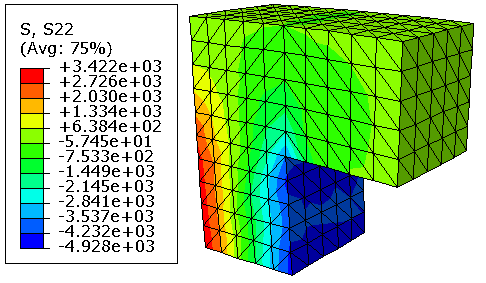 S, S22
(Avg: 75%)
+3.422e+03
+2.726e+03
+2.030e+03
+1.334e+03
+6.384e+02
-5.745e+01
-7.533e+02
-1.449e+03
-2.145e+03
-2.841e+03
-3.537e+03
-4.232e+03
-4.928e+03